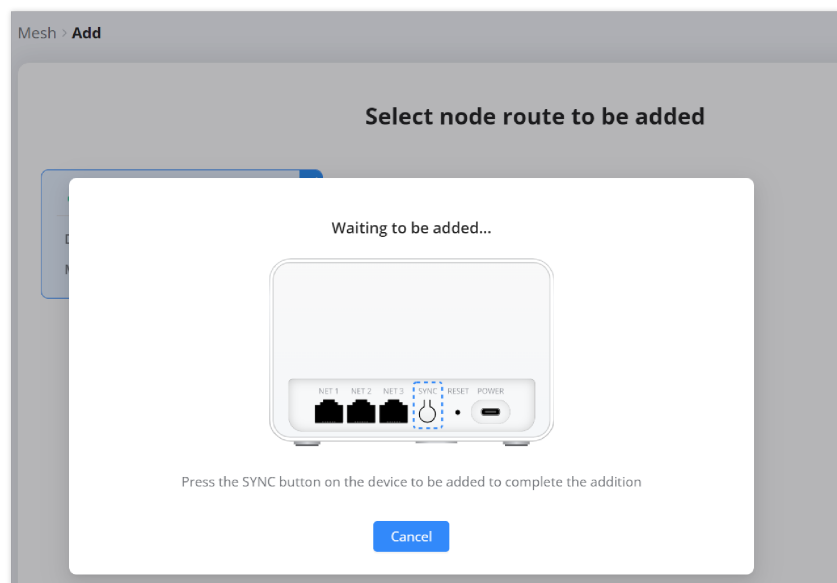 Mesh > Add
Select node route to be added
Waiting to be added...
NET 1 NET 2 NET 3 SYNC RESET POWER
Press the SYNC button on the device to be added to complete the addition
Cancel